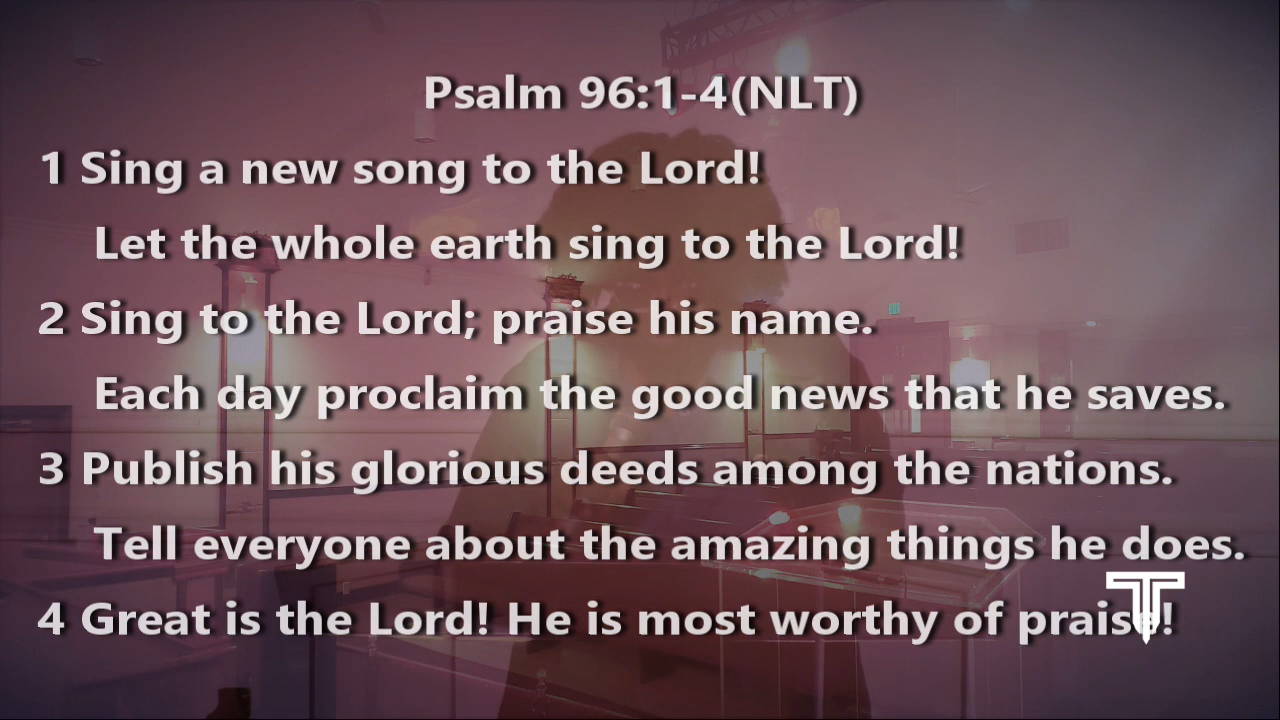 Psalm 96:1-4(NLT)
1 Sing a new song to the Lord!
Let the whole earth sing to the Lord!
2 Sing to the Lord; praise his name.
Each day proclaim the good news that he saves.
3 Publish his glorious deeds among the nations.
Tell everyone about the amazing things he does.
4 Great is the Lord! He is most worthy of praise!